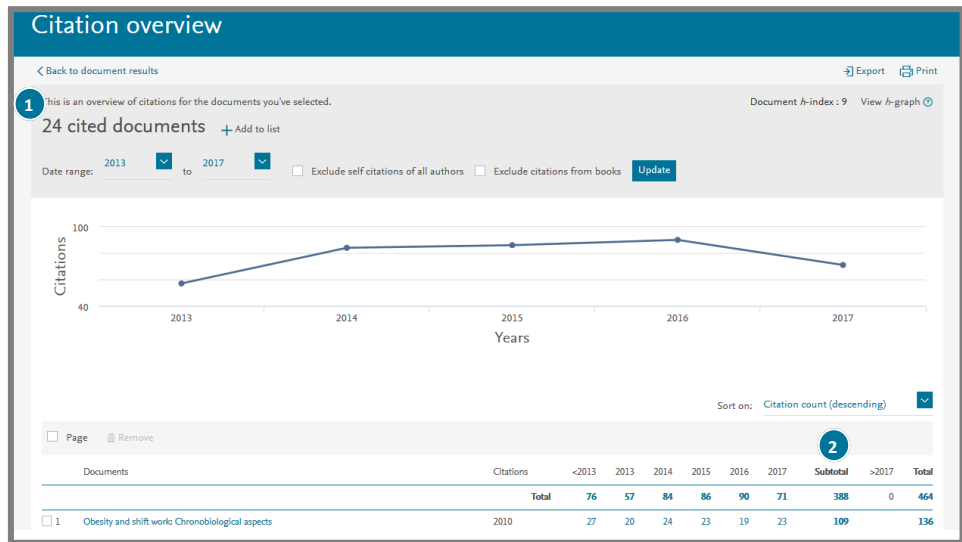 Citation overview
Back to document results
Export Print
1
This is an overview of citations for the documents you've selected.
Document h-index : 9 View h-graph
24 cited documents + Add to list
Date range: 2013 to 2017 Exclude self citations of all authors Exclude citations from books Update
100
Citations
40
2013 2014 2015 2016 2017
Years
Sort on: Citation count (descending)
Page Remove
2
Documents Citations <2013 2013 2014 2015 2016 2017 Subtotal >2017 Total
Total 76 57 84 86 90 71 388 0 464
1 Obesity and shift work: Chronobiological aspects 2010 27 20 24 23 19 23 109 136